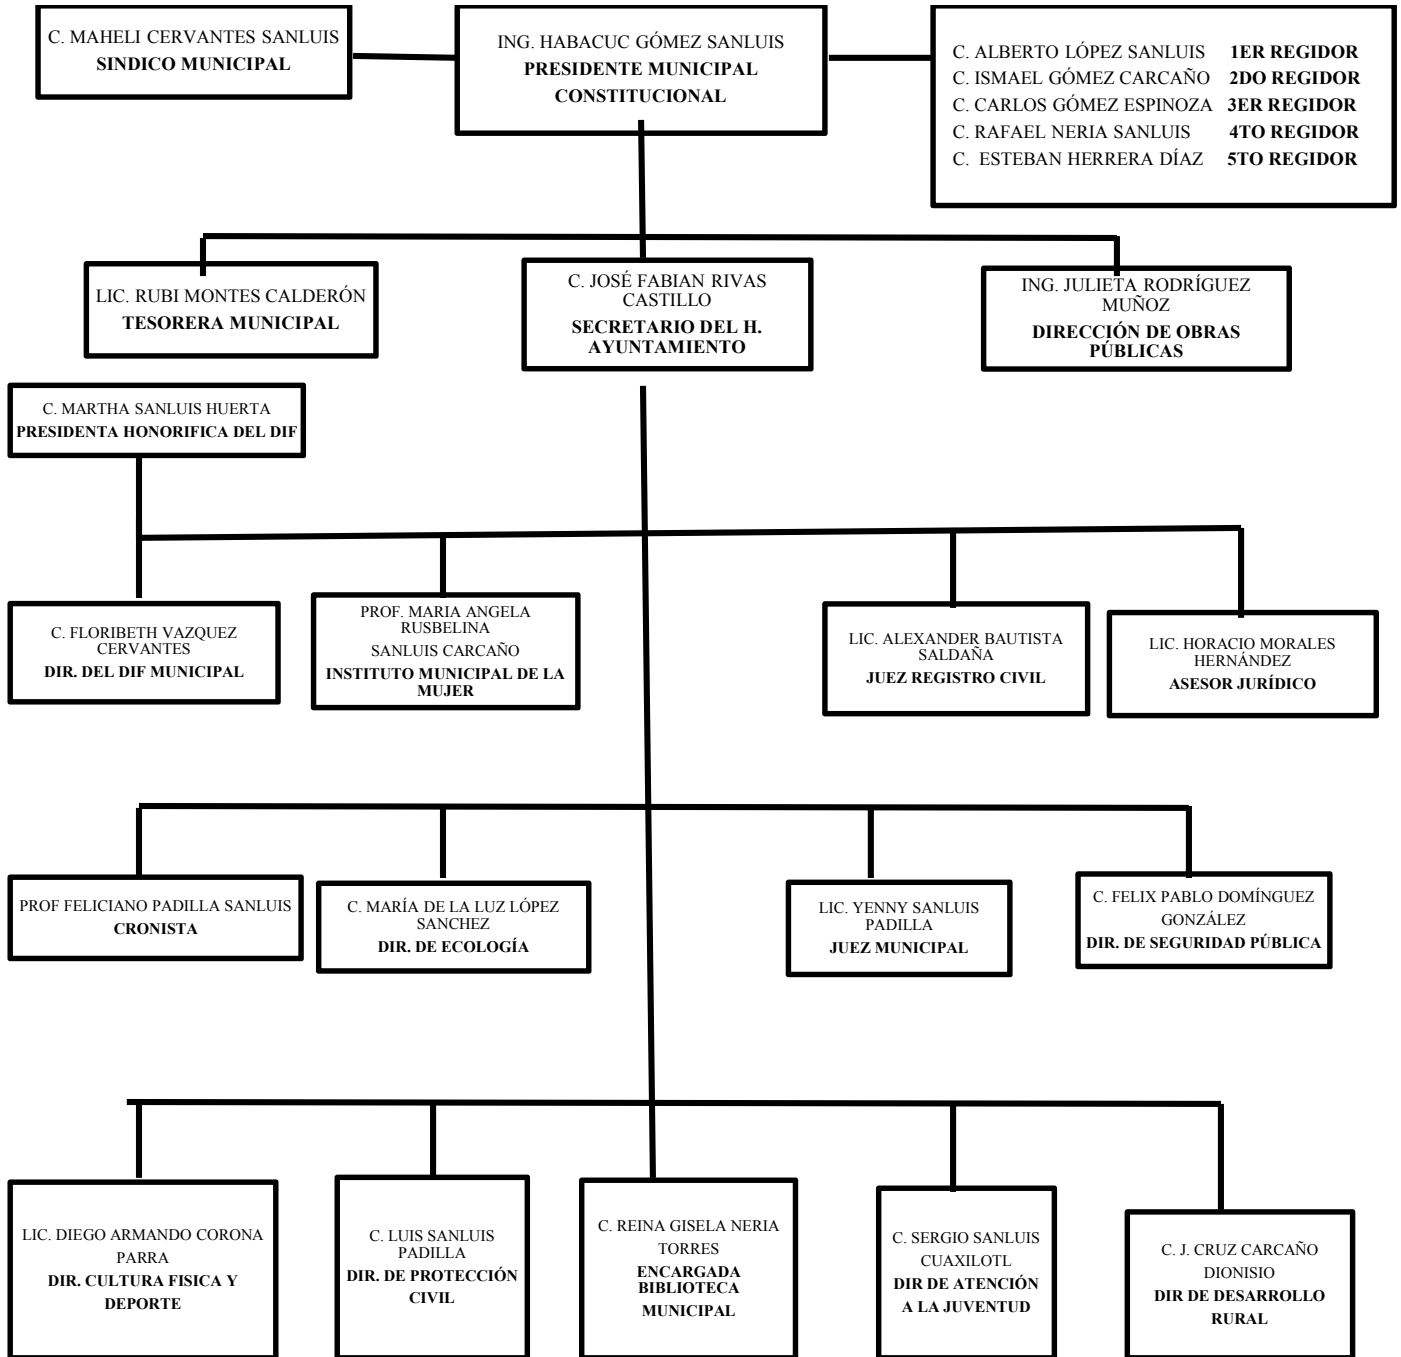 C. MAHELI CERVANTES SANLUIS
SINDICO MUNICIPAL
ING. HABACUC GÓMEZ SANLUIS
PRESIDENTE MUNICIPAL
CONSTITUCIONAL
C. ALBERTO LÓPEZ SANLUIS 1ER REGIDOR
C. ISMAEL GÓMEZ CARCAÑO 2DO REGIDOR
C. CARLOS GÓMEZ ESPINOZA 3ER REGIDOR
C. RAFAEL NERIA SANLUIS 4TO REGIDOR
C. ESTEBAN HERRERA DÍAZ 5TO REGIDOR
LIC. RUBI MONTES CALDERÓN
TESORERA MUNICIPAL
C. JOSÉ FABIAN RIVAS
CASTILLO
SECRETARIO DEL H.
AYUNTAMIENTO
ING. JULIETA RODRÍGUEZ
MUÑOZ
DIRECCIÓN DE OBRAS
PÚBLICAS
C. MARTHA SANLUIS HUERTA
PRESIDENTA HONORIFICA DEL DIF
C. FLORIBETH VAZQUEZ
CERVANTES
DIR. DEL DIF MUNICIPAL
PROF. MARIA ANGELA
RUSBELINA
SANLUIS CARCAÑO
INSTITUTO MUNICIPAL DE LA
MUJER
LIC. ALEXANDER BAUTISTA
SALDAÑA
JUEZ REGISTRO CIVIL
LIC. HORACIO MORALES
HERNÁNDEZ
ASESOR JURÍDICO
PROF FELICIANO PADILLA SANLUIS
CRONISTA
C. MARÍA DE LA LUZ LÓPEZ
SANCHEZ
DIR. DE ECOLOGÍA
LIC. YENNY SANLUIS
PADILLA
JUEZ MUNICIPAL
C. FELIX PABLO DOMÍNGUEZ
GONZÁLEZ
DIR. DE SEGURIDAD PÚBLICA
LIC. DIEGO ARMANDO CORONA
PARRA
DIR. CULTURA FISICA Y
DEPORTE
C. LUIS SANLUIS
PADILLA
DIR. DE PROTECCIÓN
CIVIL
C. REINA GISELA NERIA
TORRES
ENCARGADA
BIBLIOTECA
MUNICIPAL
C. SERGIO SANLUIS
CUAXILOTL
DIR DE ATENCIÓN
A LA JUVENTUD
C. J. CRUZ CARCAÑO
DIONISIO
DIR DE DESARROLLO
RURAL